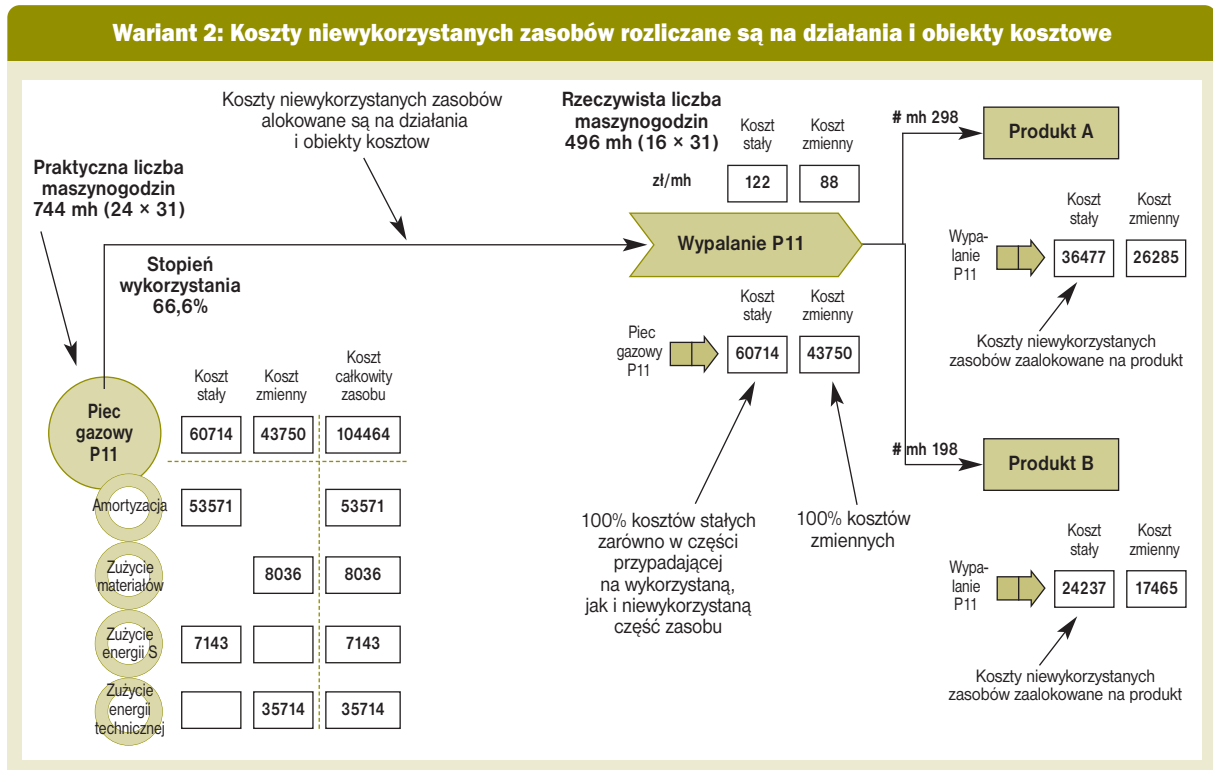 Wariant 2: Koszty niewykorzystanych zasobów rozliczane są na działania i obiekty kosztowe
Koszty niewykorzystanych zasobów
alokowane są na działania
i obiekty kosztow
Praktyczna liczba
maszynogodzin
744 mh (24 × 31)
Stopień
wykorzystania
66,6%
Piec
gazowy
P11
Koszt
stały
Koszt
zmienny
Koszt
całkowity
zasobu
60714
43750
104464
Amortyzacja
53571
53571
Zużycie
materiałów
8036
8036
Zużycie
energii S
7143
7143
Zużycie
energii
technicznej
35714
35714
Rzeczywista liczba
maszynogodzin
496 mh (16 × 31)
Koszt
stały
Koszt
zmienny
zł/mh
122
88
Wypalanie P11
Koszt
stały
Koszt
zmienny
Piec
gazowy
P11
60714
43750
100% kosztów stałych
zarówno w części
przypadającej
na wykorzystaną,
jak i niewykorzystaną
część zasobu
100% kosztów
zmiennych
# mh 298
Produkt A
Koszt
stały
Koszt
zmienny
Wypa-
lanie
P11
36477
26285
Koszty niewykorzystanych
zasobów zaalokowane na produkt
# mh 198
Produkt B
Koszt
stały
Koszt
zmienny
Wypa-
lanie
P11
24237
17465
Koszty niewykorzystanych
zasobów zaalokowane na produkt